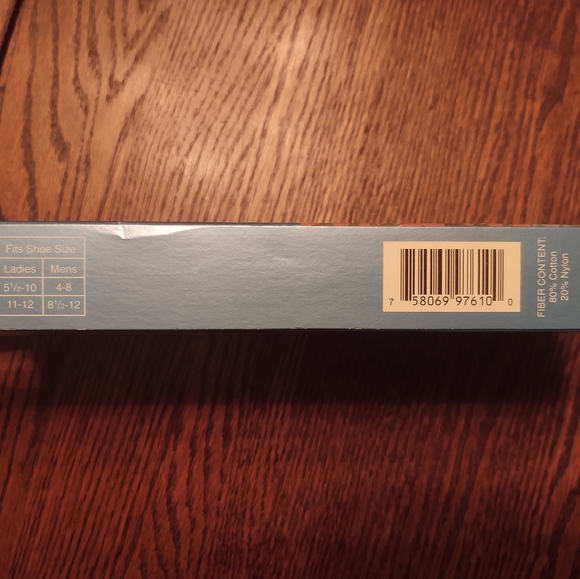 Fits Shoe Size
Ladies Mens
5½-10 4-8
11-12 8½-12
7 58069 97610 0
FIBER CONTENT:
80% Cotton
20% Nylon